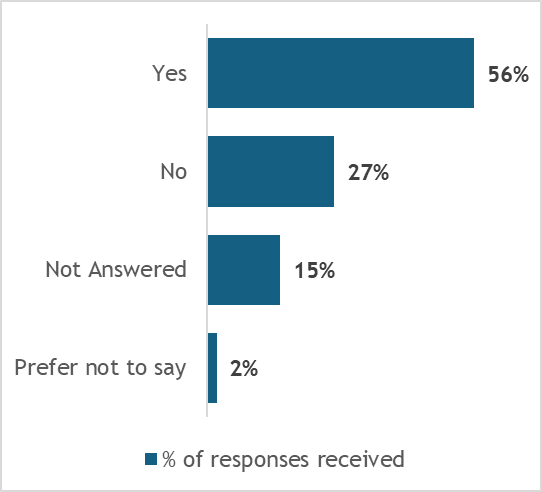 Yes 56%
No 27%
Not Answered 15%
Prefer not to say 2%
% of responses received